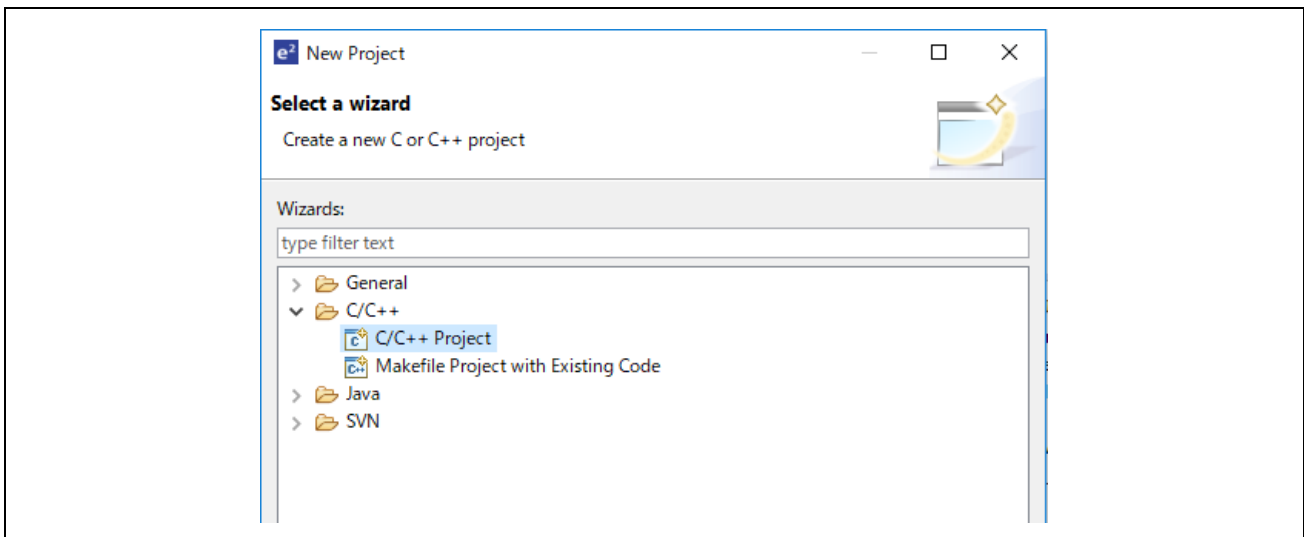 e² New Project
Select a wizard
Create a new C or C++ project
Wizards:
type filter text
General
C/C++
C/C++ Project
Makefile Project with Existing Code
Java
SVN